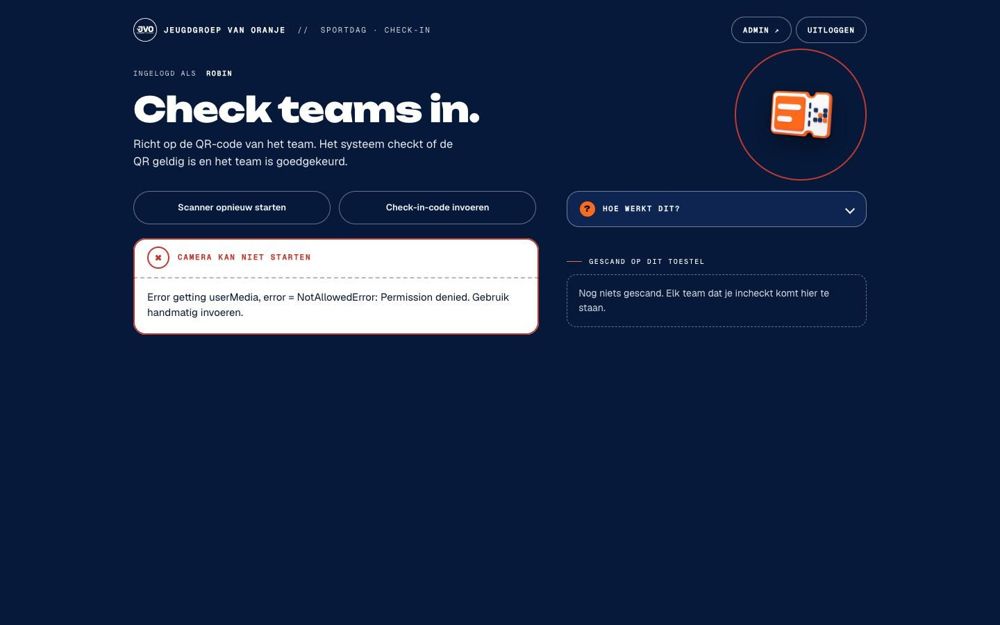 JVO JEUGDGROEP VAN ORANJE // SPORTDAG · CHECK-IN
ADMIN ↗
UITLOGGEN
INGELOGD ALS ROBIN
Check teams in.
Richt op de QR-code van het team. Het systeem checkt of de
QR geldig is en het team is goedgekeurd.
Scanner opnieuw starten
Check-in-code invoeren
CAMERA KAN NIET STARTEN
Error getting userMedia, error = NotAllowedError: Permission denied. Gebruik
handmatig invoeren.
? HOE WERKT DIT?
GESCAND OP DIT TOESTEL
Nog niets gescand. Elk team dat je incheckt komt hier te
staan.